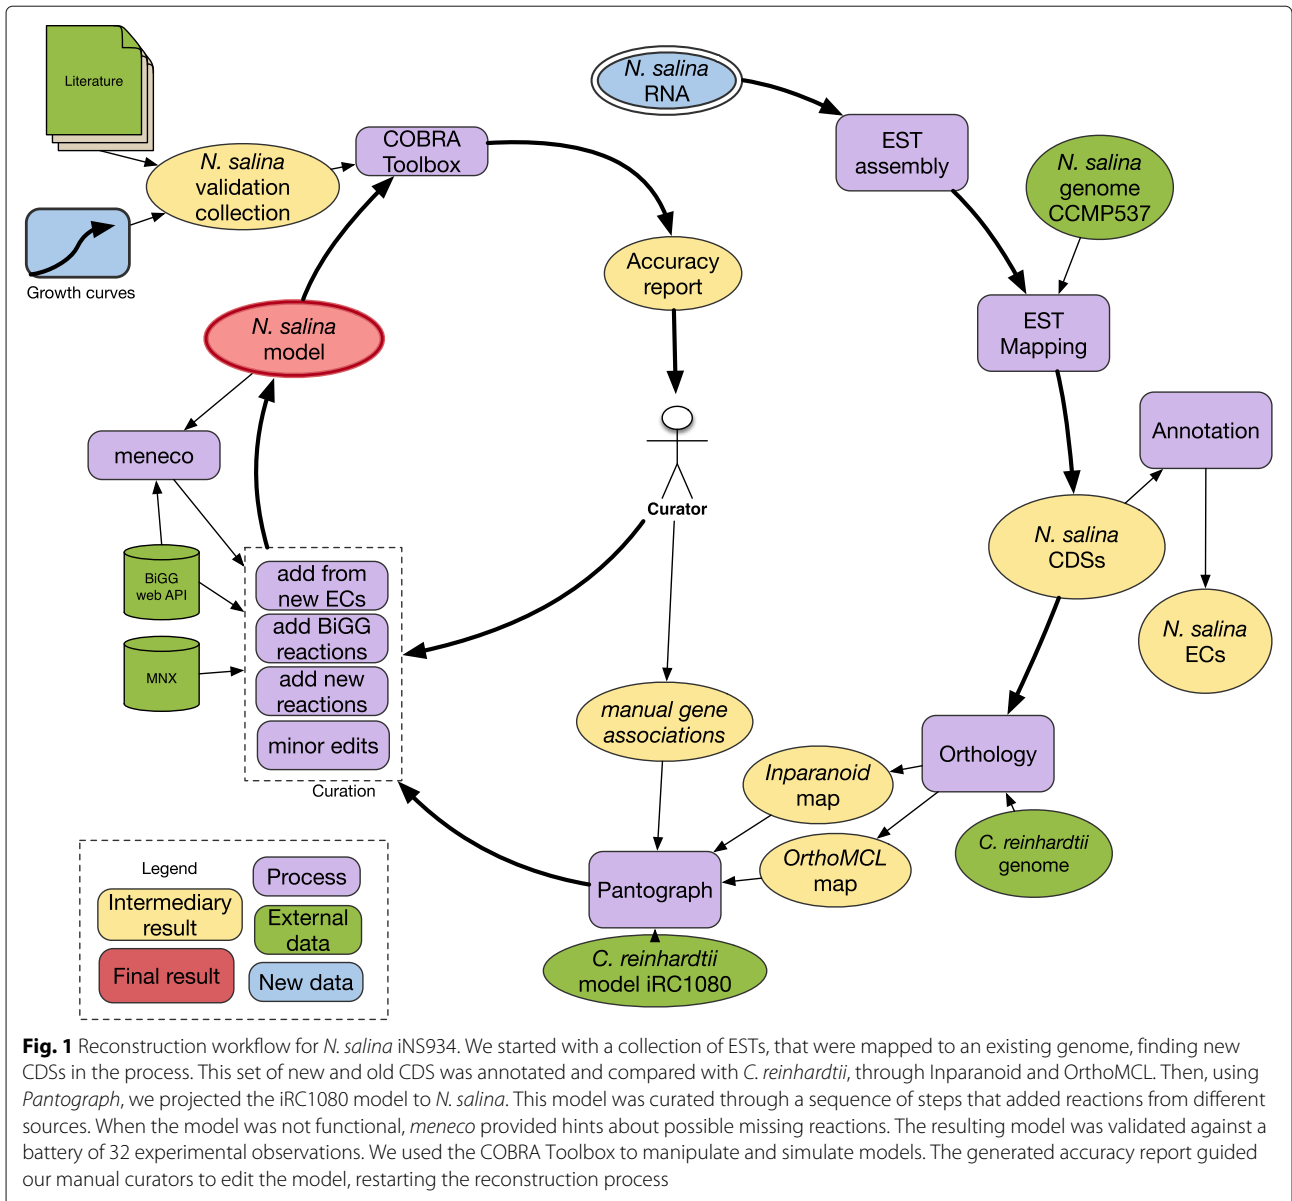 Literature
N. salina
validation
collection
Growth curves
COBRA
Toolbox
N. salina
RNA
EST
assembly
N. salina
genome
CCMP537
Accuracy
report
EST
Mapping
N. salina
model
meneco
Annotation
Curator
N. salina
CDSs
BiGG
web API
MNX
add from
new ECs
add BiGG
reactions
add new
reactions
minor edits
Curation
N. salina
ECs
manual gene
associations
Orthology
Inparanoid
map
OrthoMCL
map
C. reinhardtii
genome
Pantograph
C. reinhardtii
model iRC1080
Legend
Process
Intermediary
result
External
data
Final result
New data
Fig. 1 Reconstruction workflow for N. salina iNS934. We started with a collection of ESTs, that were mapped to an existing genome, finding new
CDSs in the process. This set of new and old CDS was annotated and compared with C. reinhardtii, through Inparanoid and OrthoMCL. Then, using
Pantograph, we projected the iRC1080 model to N. salina. This model was curated through a sequence of steps that added reactions from different
sources. When the model was not functional, meneco provided hints about possible missing reactions. The resulting model was validated against a
battery of 32 experimental observations. We used the COBRA Toolbox to manipulate and simulate models. The generated accuracy report guided
our manual curators to edit the model, restarting the reconstruction process